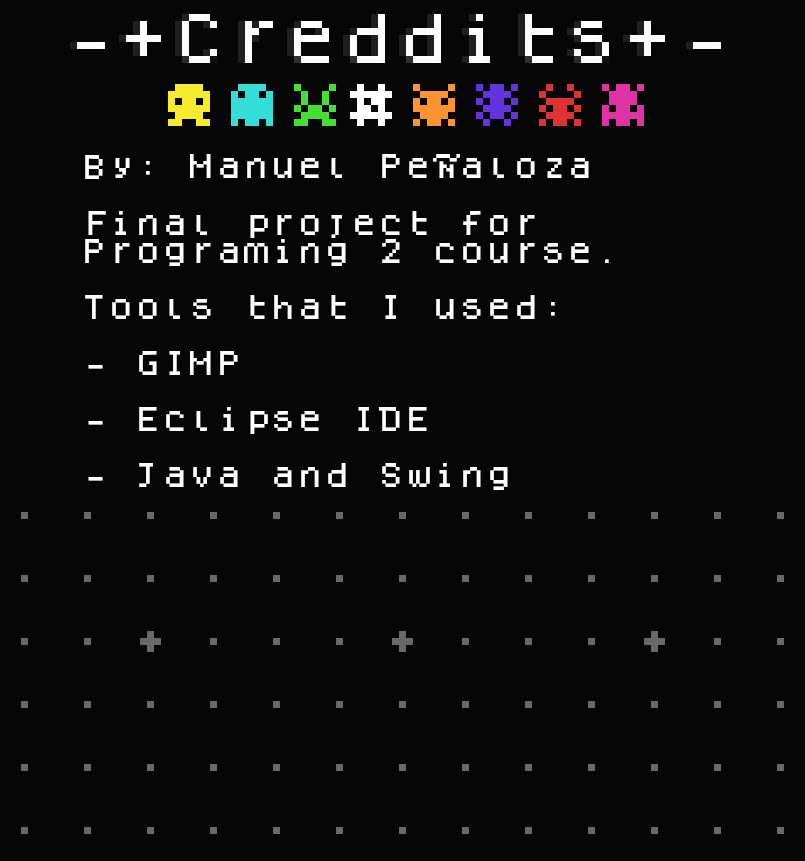 -+Creddits+-
By: Manuel Peñaloza
Final project for
Programing 2 course.
Tools that I used:
- GIMP
- Eclipse IDE
- Java and Swing